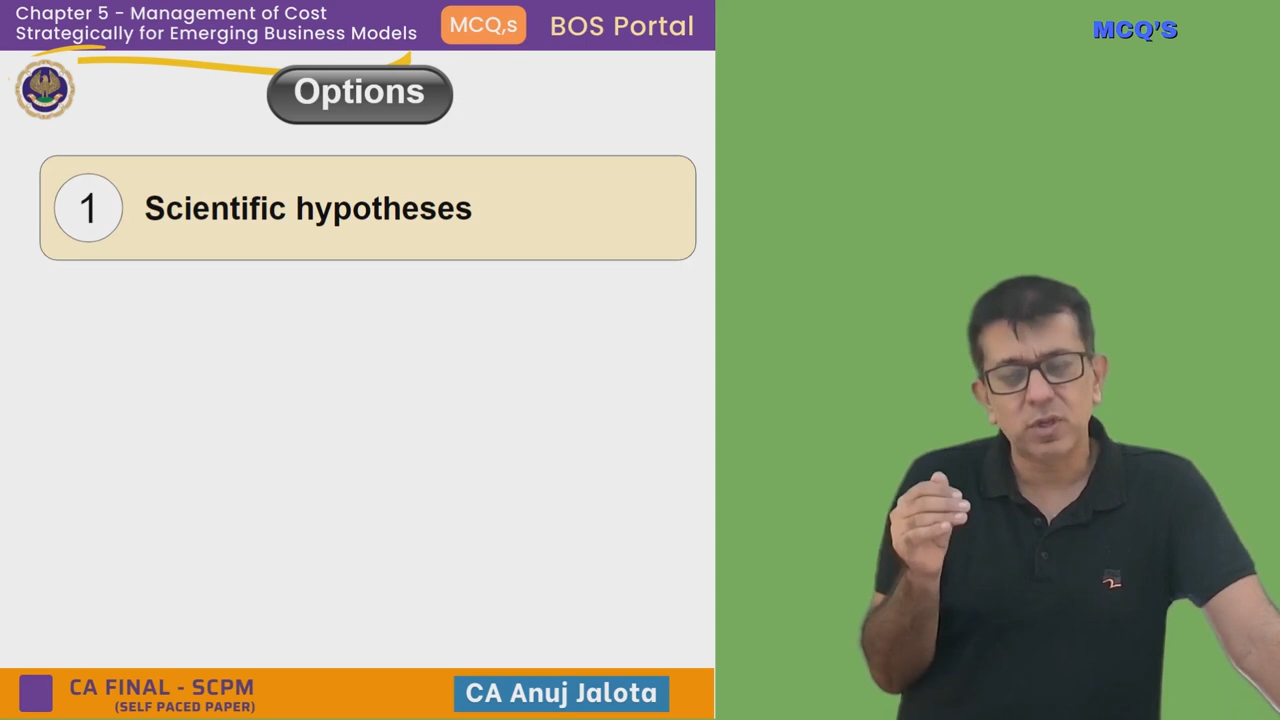 Chapter 5 - Management of Cost
Strategically for Emerging Business Models
MCQ,s
BOS Portal
MCQ'S
Options
1
Scientific hypotheses
CA FINAL - SCPM
(SELF PACED PAPER)
CA Anuj Jalota